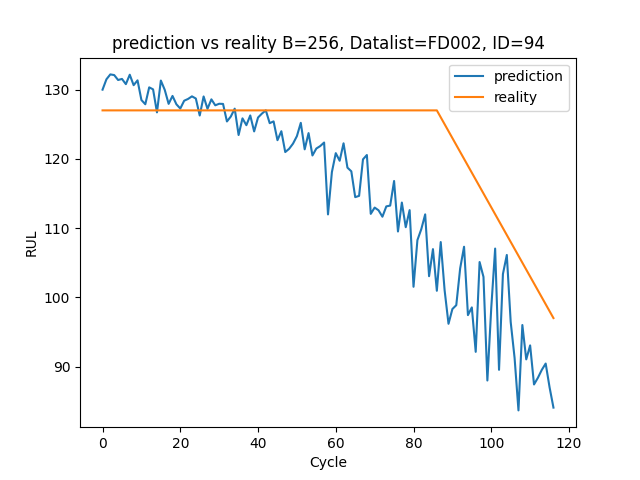 prediction vs reality B=256, Datalist=FD002, ID=94
prediction
reality
RUL
130
120
110
100
90
0 20 40 60 80 100 120
Cycle